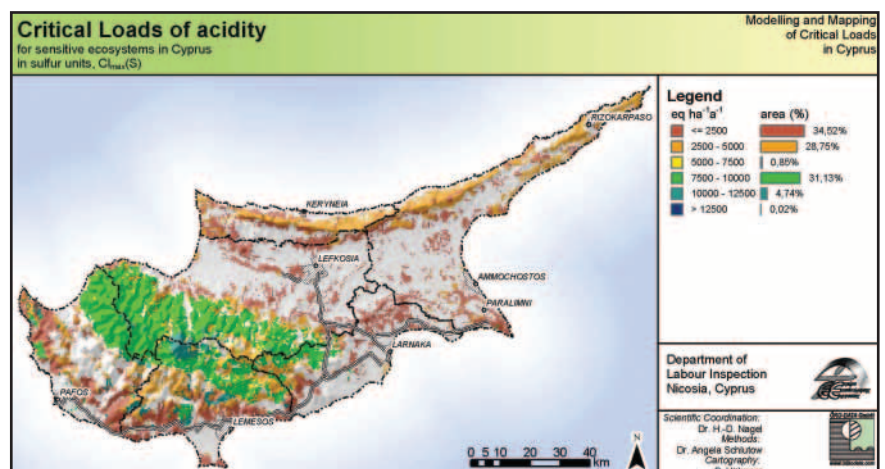 Critical Loads of acidity
for sensitive ecosystems in Cyprus
in sulfur units, Cl max(S)
Modelling and Mapping
of Critical Loads
in Cyprus
Legend
eq ha⁻¹a⁻¹ area (%)
<= 2500 34,52%
2500 - 5000 28,75%
5000 - 7500 0,85%
7500 - 10000 31,13%
10000 - 12500 4,74%
> 12500 0,02%
RIZOKARPASO
KERYNEIA
LEFKOSIA
AMMOCHOSTOS
PARALIMNI
LARNAKA
PAFOS
LEMESOS
N
0 5 10 20 30 40
km
Department of
Labour Inspection
Nicosia, Cyprus
Scientific Coordination:
Dr. H.-D. Nagel
Methods:
Dr. Angela Schlutow
Cartography: